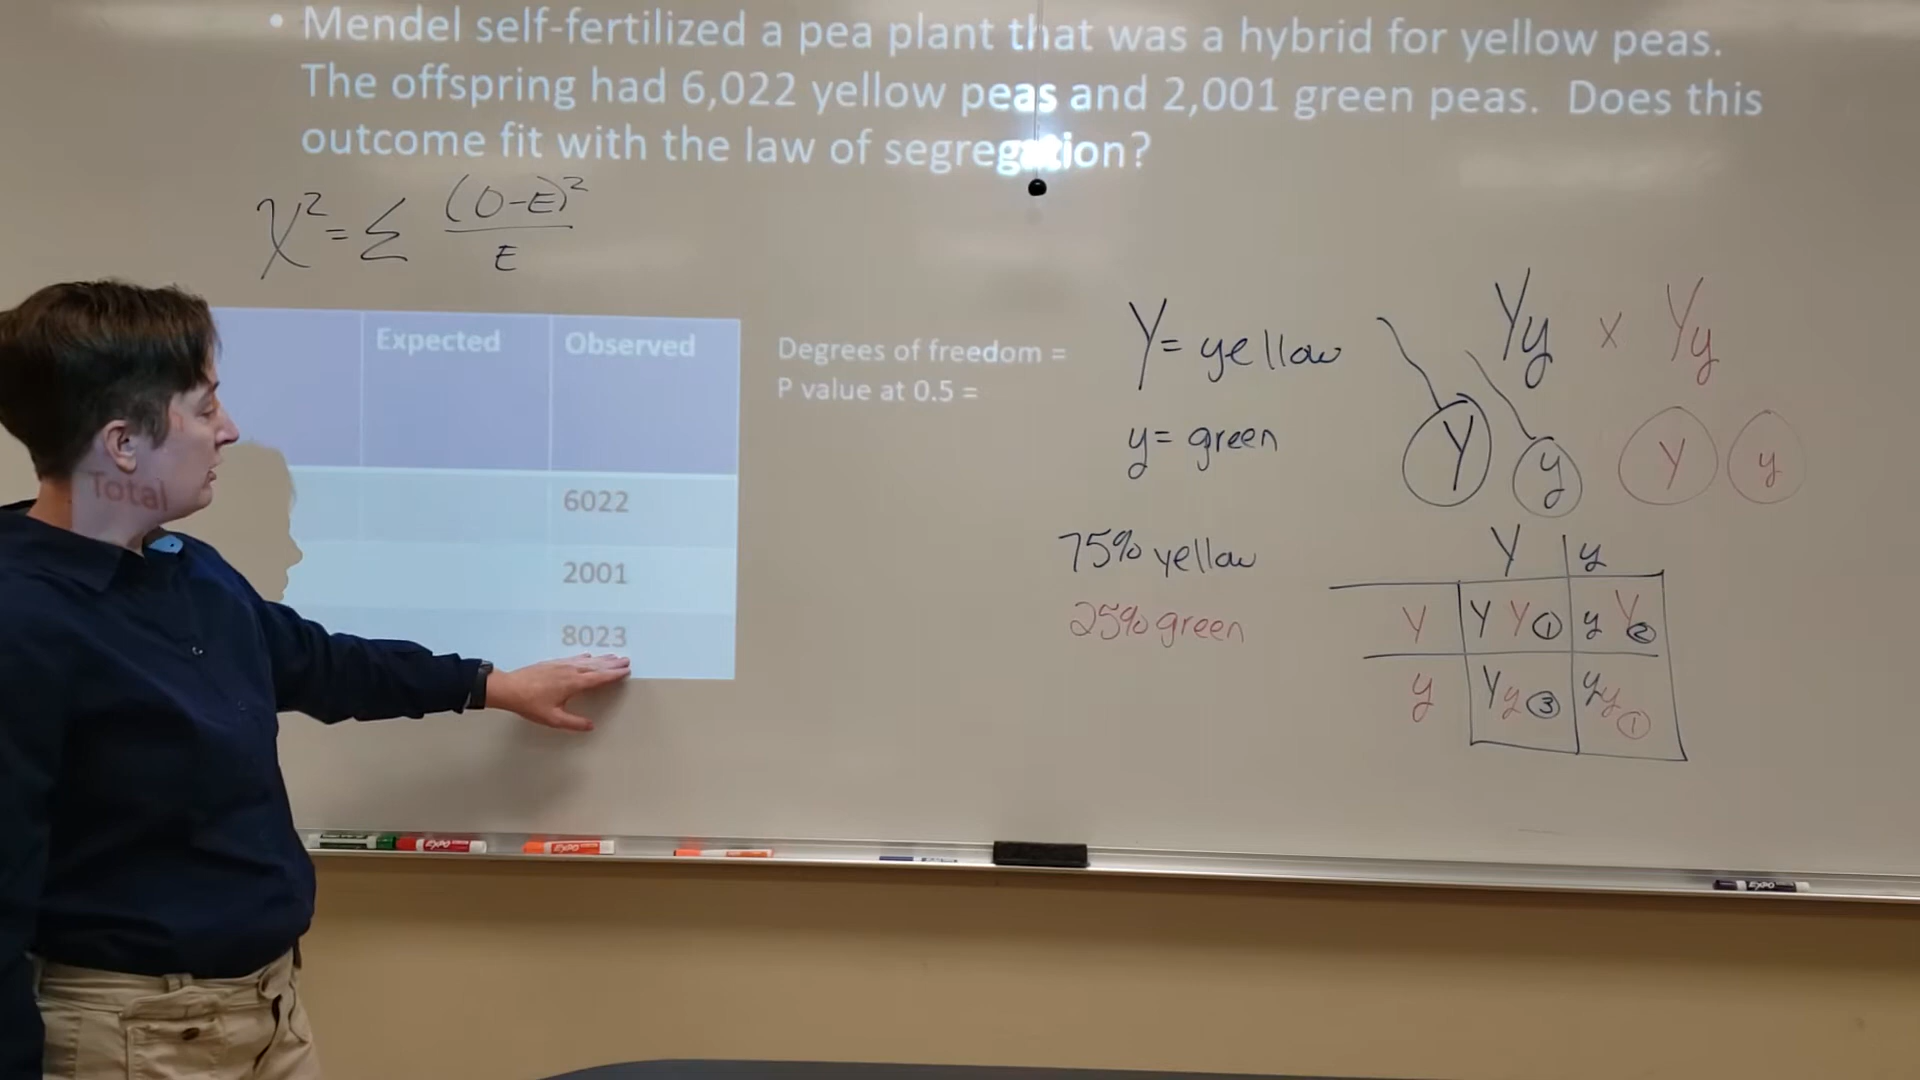 • Mendel self-fertilized a pea plant that was a hybrid for yellow peas.
The offspring had 6,022 yellow peas and 2,001 green peas. Does this
outcome fit with the law of segregation?
χ² = Σ (O-E)² / E
Expected Observed
6022
2001
Total 8023
Degrees of freedom =
P value at 0.5 =
Y = yellow
y = green
75% yellow
25% green
Yy x Yy
Y y Y y
Y y
Y YY ① yY ②
y Yy ③ yy ①
EXPO
EXPO
EXPO